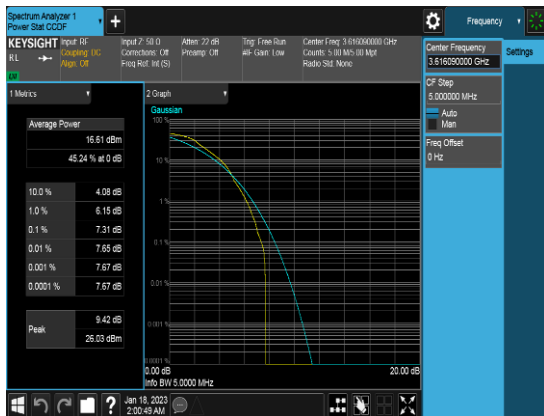 Spectrum Analyzer 1
Power Stat CCDF
Frequency
KEYSIGHT
Input: RF
Coupling: DC
Align: Off
Input Z: 50 Ω
Corrections: Off
Freq Ref: Int (S)
Atten: 22 dB
Preamp: Off
Trig: Free Run
#IF Gain: Low
Center Freq: 3.616090000 GHz
Counts: 5.00 M/5.00 Mpt
Radio Std: None
RL
LXI
Center Frequency
3.616090000 GHz
Settings
CF Step
5.000000 MHz
Auto
Man
Freq Offset
0 Hz
1 Metrics
2 Graph
Average Power
16.61 dBm
45.24 % at 0 dB
10.0 % 4.08 dB
1.0 % 6.15 dB
0.1 % 7.31 dB
0.01 % 7.65 dB
0.001 % 7.67 dB
0.0001 % 7.67 dB
Peak
9.42 dB
26.03 dBm
Gaussian
100 %
10 %
1 %
0.1 %
0.01 %
0.001 %
0.0001 %
0.00 dB
20.00 dB
Info BW 5.0000 MHz
?
Jan 18, 2023
2:00:49 AM